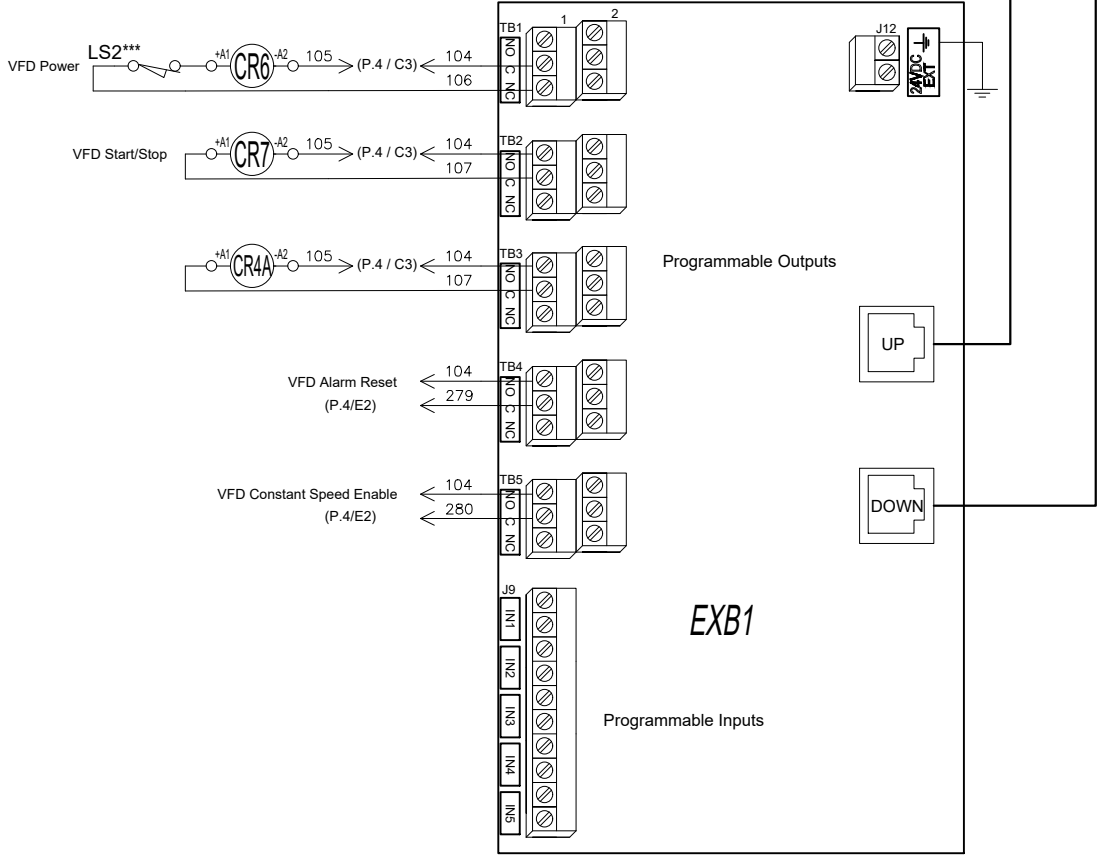 TB1
1
2
NO
C
NC
J12
24VDC
EXT
VFD Power
LS2***
+A1
CR6
-A2
105
(P.4 / C3)
104
106
TB2
NO
C
NC
VFD Start/Stop
+A1
CR7
-A2
105
(P.4 / C3)
104
107
TB3
NO
C
NC
+A1
CR4A
-A2
105
(P.4 / C3)
104
107
Programmable Outputs
UP
TB4
NO
C
NC
VFD Alarm Reset
(P.4/E2)
104
279
TB5
NO
C
NC
VFD Constant Speed Enable
(P.4/E2)
104
280
DOWN
J9
IN1
IN2
IN3
IN4
IN5
EXB1
Programmable Inputs